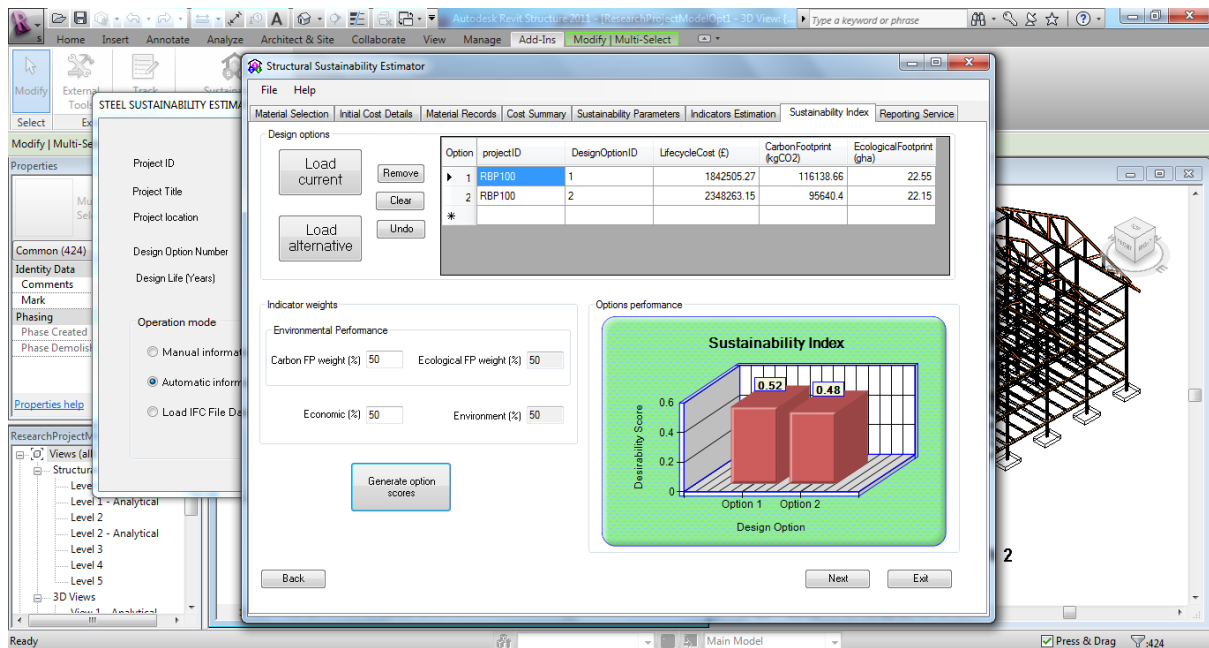 Autodesk Revit Structure 2011 - [ResearchProjectModelOpt1 - 3D View: {...
Type a keyword or phrase
Home Insert Annotate Analyze Architect & Site Collaborate View Manage Add-Ins Modify | Multi-Select
Modify
External
Tools
Track
Select
Modify | Multi-Se
Properties
Common (424)
Identity Data
Comments
Mark
Phasing
Phase Created
Phase Demolis
Properties help
ResearchProjectM
Views (all
Structura
Leve
Level 1 - Analytical
Level 2
Level 2 - Analytical
Level 3
Level 4
Level 5
3D Views
View 1 - Analytical
Ready
Main Model
Press & Drag
:424
STEEL SUSTAINABILITY ESTIMA
Project ID
Project Title
Project location
Design Option Number
Design Life (Years)
Operation mode
Manual informat
Automatic inform
Load IFC File Da
Structural Sustainability Estimator
File Help
Material Selection Initial Cost Details Material Records Cost Summary Sustainability Parameters Indicators Estimation Sustainability Index Reporting Service
Design options
Load
current
Remove
Clear
Load
alternative
Undo
Option projectID DesignOptionID LifecycleCost (£) CarbonFootprint (kgCO2) EcologicalFootprint (gha)
1 RBP100 1 1842505.27 116138.66 22.55
2 RBP100 2 2348263.15 95640.4 22.15
Indicator weights
Environmental Performance
Carbon FP weight (%) 50 Ecological FP weight (%) 50
Economic (%) 50 Environment (%) 50
Generate option
scores
Options performance
Sustainability Index
0.52
0.48
0.6
0.4
0.2
0
Desirability Score
Option 1 Option 2
Design Option
Back
Next
Exit
2